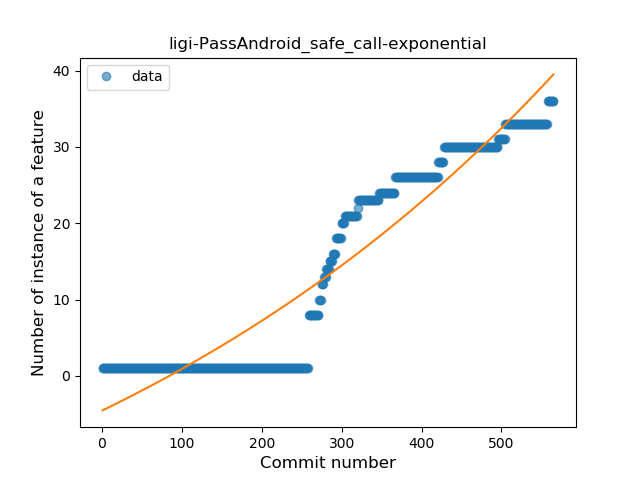 ligi-PassAndroid_safe_call-exponential
data
Number of instance of a feature
40
30
20
10
0
0 100 200 300 400 500
Commit number